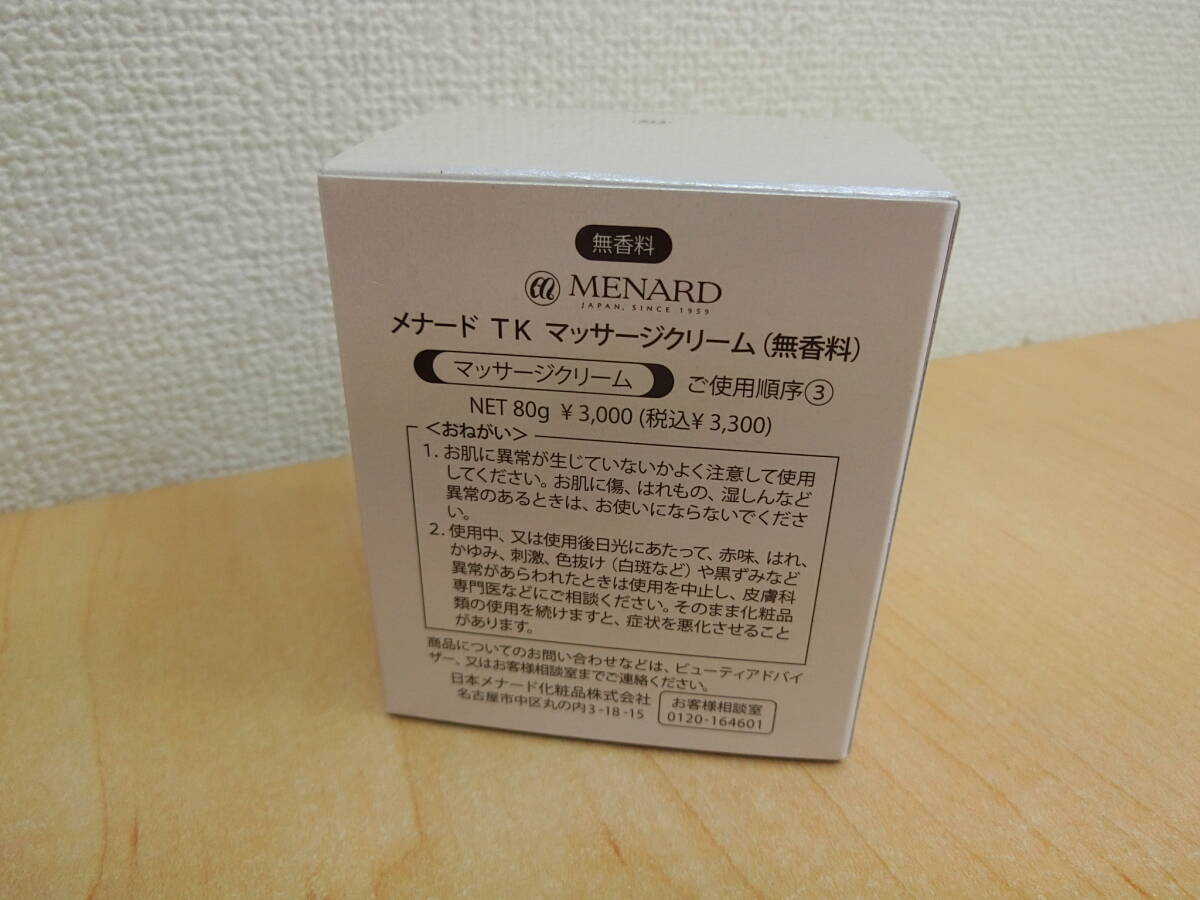 無香料
MENARD
JAPAN, SINCE 1959
メナード TK マッサージクリーム(無香料)
マッサージクリーム ご使用順序③
NET 80g ¥3,000 (税込¥3,300)
<おねがい>
1. お肌に異常が生じていないかよく注意して使用
してください。お肌に傷、はれもの、湿しんなど
異常のあるときは、お使いにならないでくださ
い。
2. 使用中、又は使用後日光にあたって、赤味、はれ、
かゆみ、刺激、色抜け(白斑など)や黒ずみなど
異常があらわれたときは使用を中止し、皮膚科
専門医などにご相談ください。そのまま化粧品
類の使用を続けますと、症状を悪化させること
があります。
商品についてのお問い合わせなどは、ビューティアドバイ
ザー、又はお客様相談室までご連絡ください。
日本メナード化粧品株式会社
名古屋市中区丸の内3-18-15
お客様相談室
0120-164601